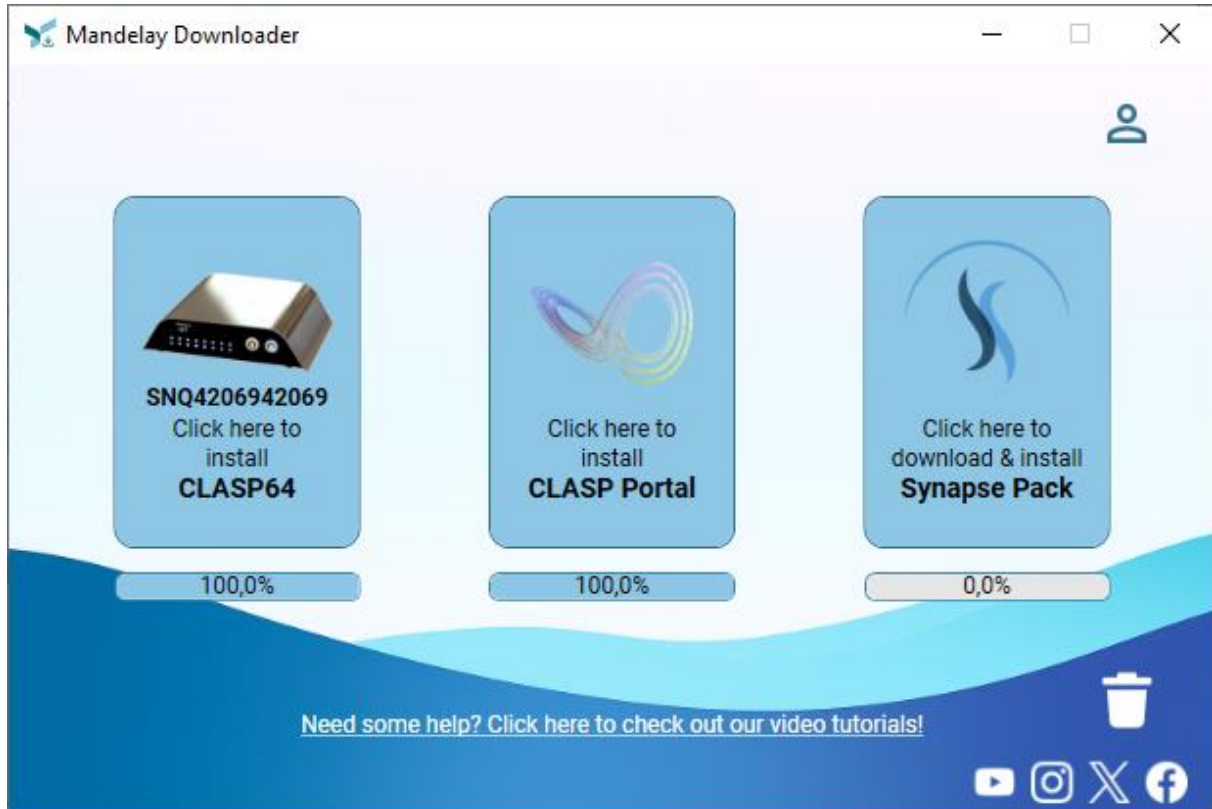 Mandelay Downloader
SNQ4206942069
Click here to
install
CLASP64
100,0%
Click here to
install
CLASP Portal
100,0%
Click here to
download & install
Synapse Pack
0,0%
Need some help? Click here to check out our video tutorials!